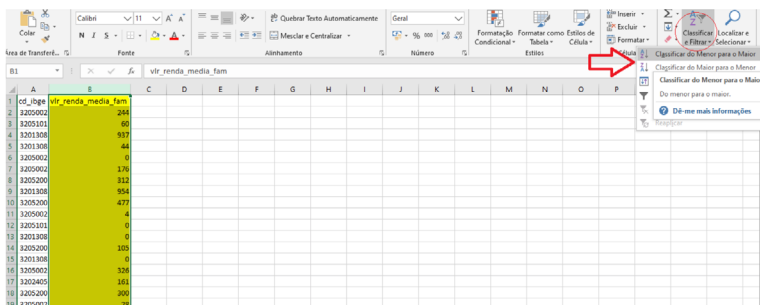 Inserir
Calibri 11 A A Quebrar Texto Automaticamente Geral Excluir
Colar N I S A Mesclar e Centralizar % 000 Formatação Formatar como Estilos de Formatar Classificar Localizar e
Condicional Tabela Célula e Filtrar Selecionar
Área de Transferê... Fonte Alinhamento Número Estilos Célula Classificar do Menor para o Maior
B1 fx vlr_renda_media_fam Classificar do Maior para o Menor
A B C D E F G H I J K L M N O P Classificar do Menor para o Maio
1 cd_ibge vlr_renda_media_fam Do menor para o maior.
2 3205002 244
3 3205101 60 Dê-me mais informações
4 3201308 937 Reaplicar
5 3201308 44
6 3205002 0
7 3205002 176
8 3205200 312
9 3201308 954
10 3205200 477
11 3205002 4
12 3205101 0
13 3201308 0
14 3205200 105
15 3201308 0
16 3205002 326
17 3202405 161
18 3205200 300
19 3205002 28